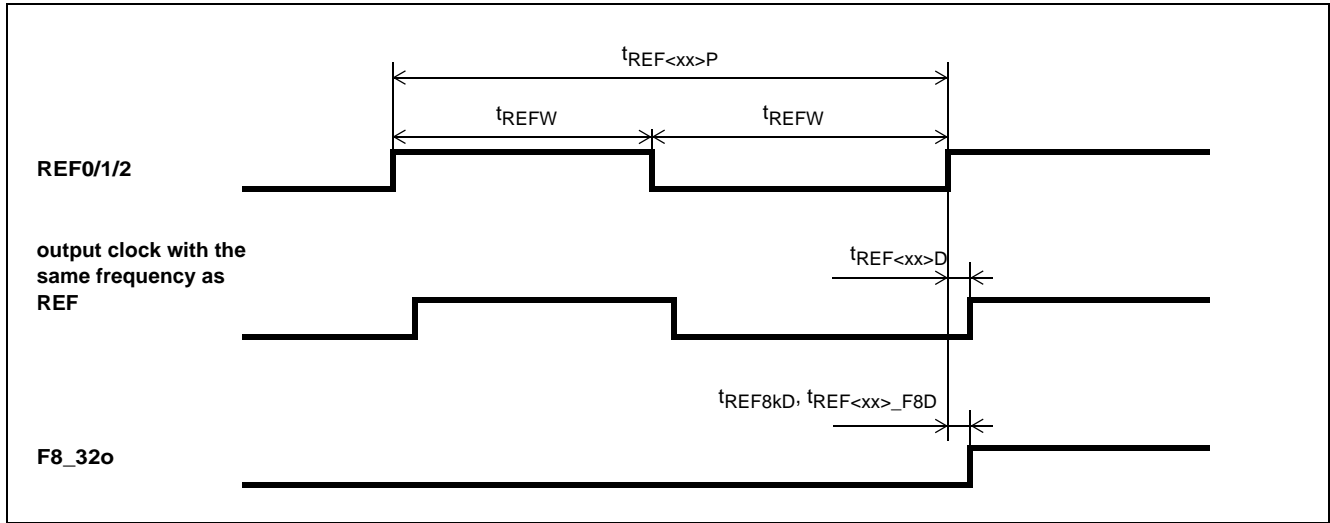 tREF<xx>P
tREFW tREFW
REF0/1/2
output clock with the
same frequency as
REF
tREF<xx>D
tREF8kD, tREF<xx>_F8D
F8_32o